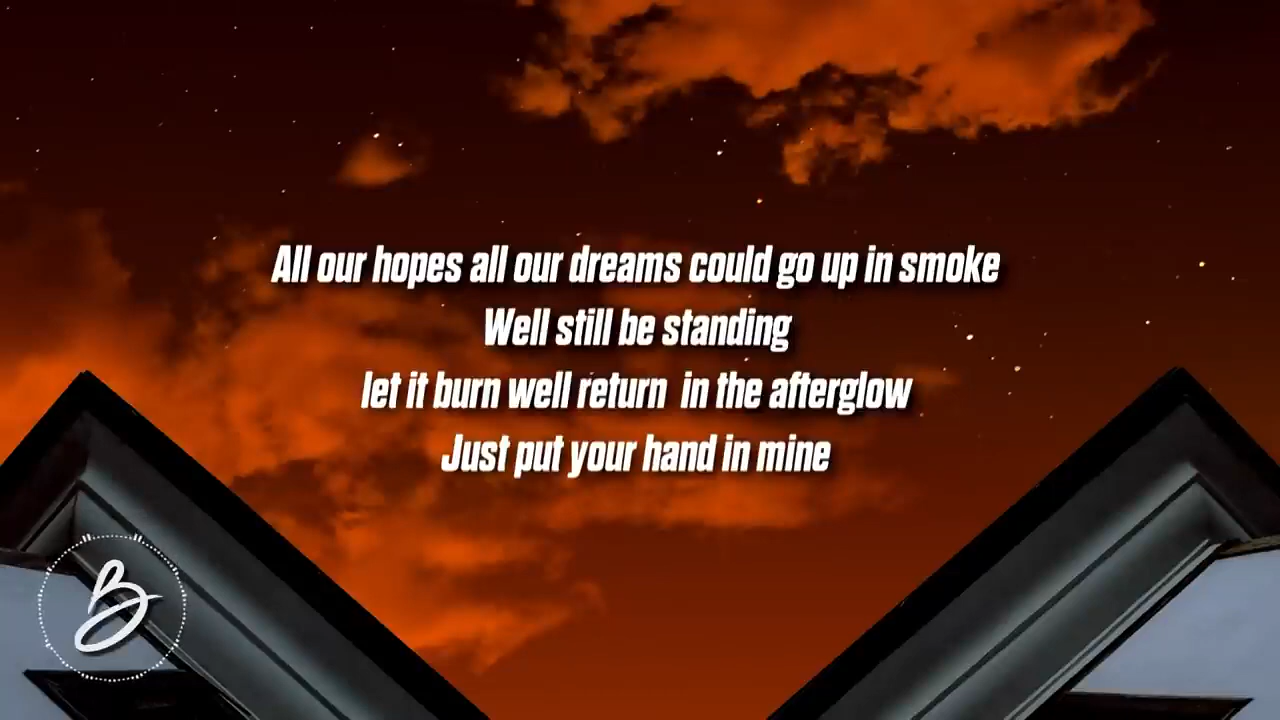 All our hopes all our dreams could go up in smoke
Well still be standing
let it burn well return in the afterglow
Just put your hand in mine
B